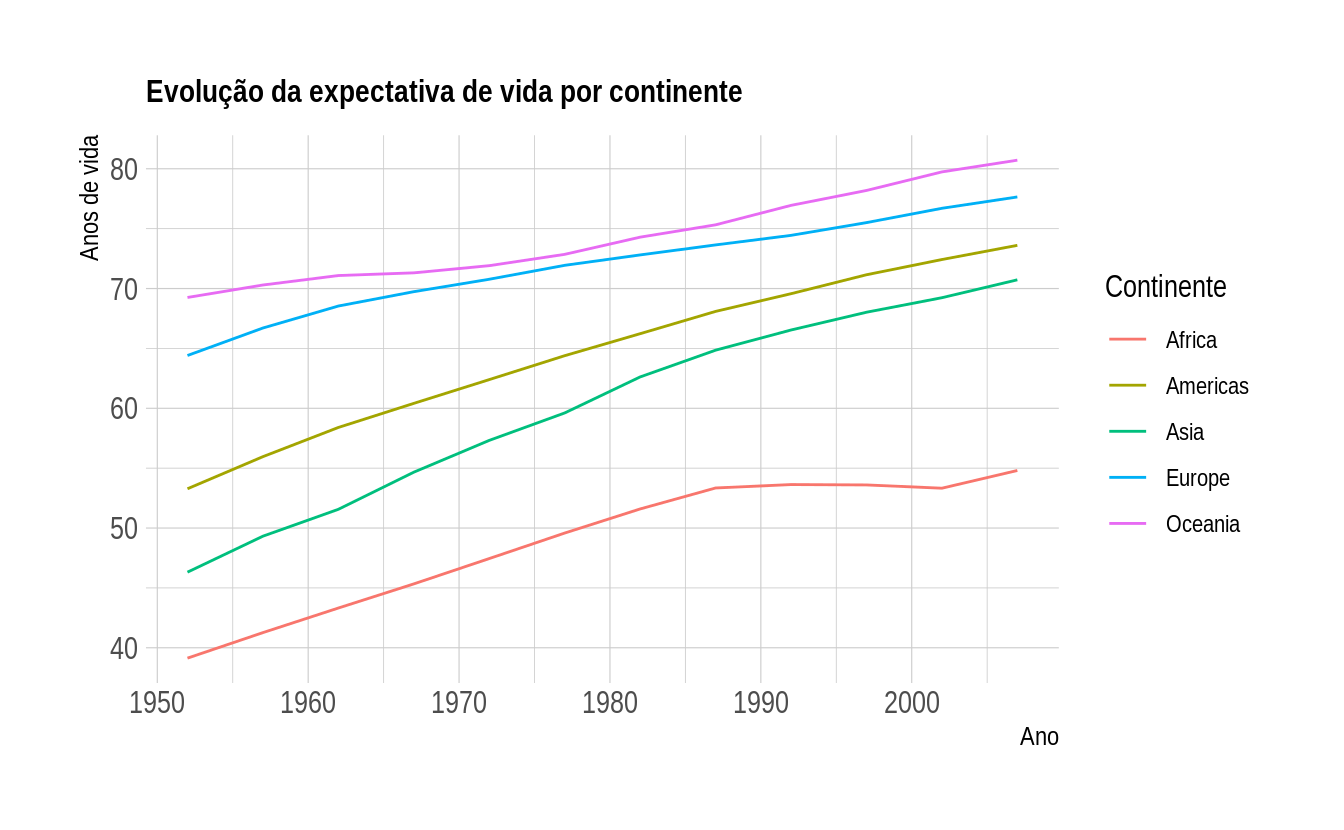 Evolução da expectativa de vida por continente
Anos de vida
80
70
60
50
40
1950 1960 1970 1980 1990 2000
Ano
Continente
Africa
Americas
Asia
Europe
Oceania